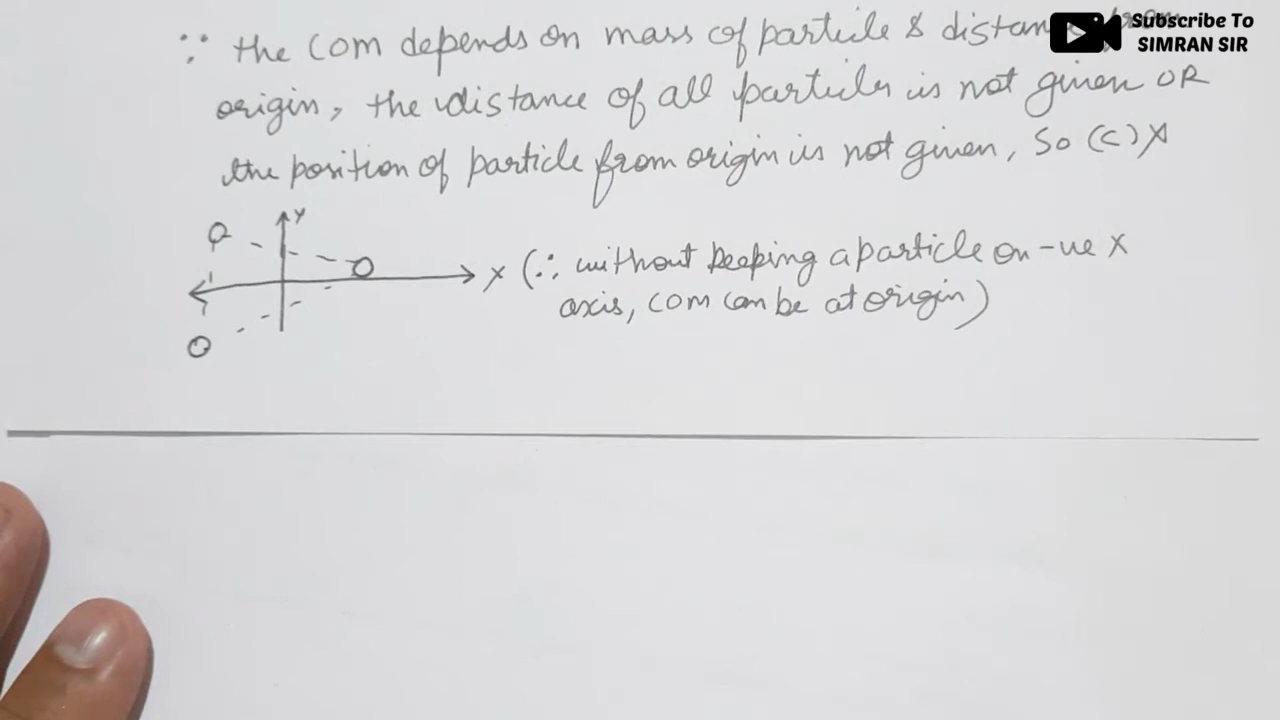 ∵ the COM depends on mass of particle & distance from
Subscribe To
SIMRAN SIR
origin, the distance of all particles is not given OR
the position of particle from origin is not given, So (C) X
Y
X (∴ without keeping a particle on -ve X
axis, COM can be at origin)